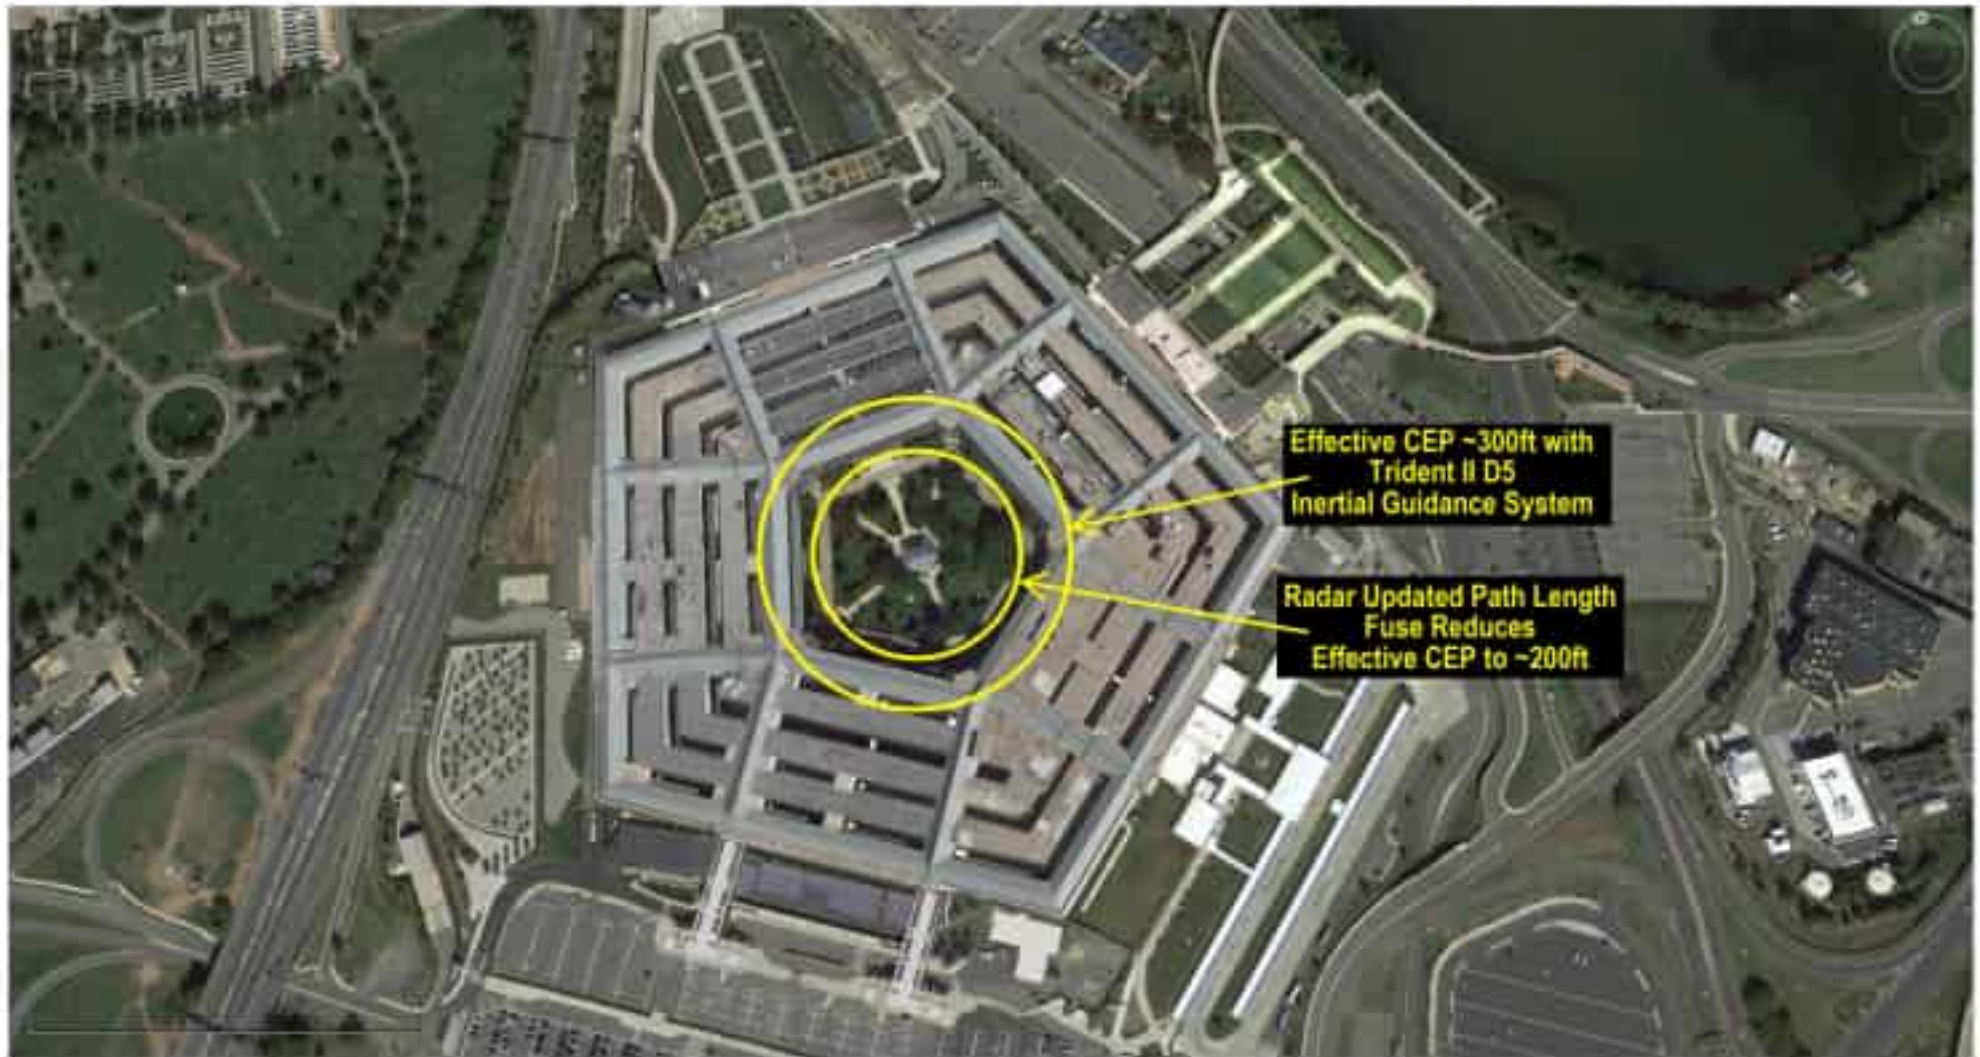 Effective CEP ~300ft with
Trident II D5
Inertial Guidance System
Radar Updated Path Length
Fuse Reduces
Effective CEP to ~200ft